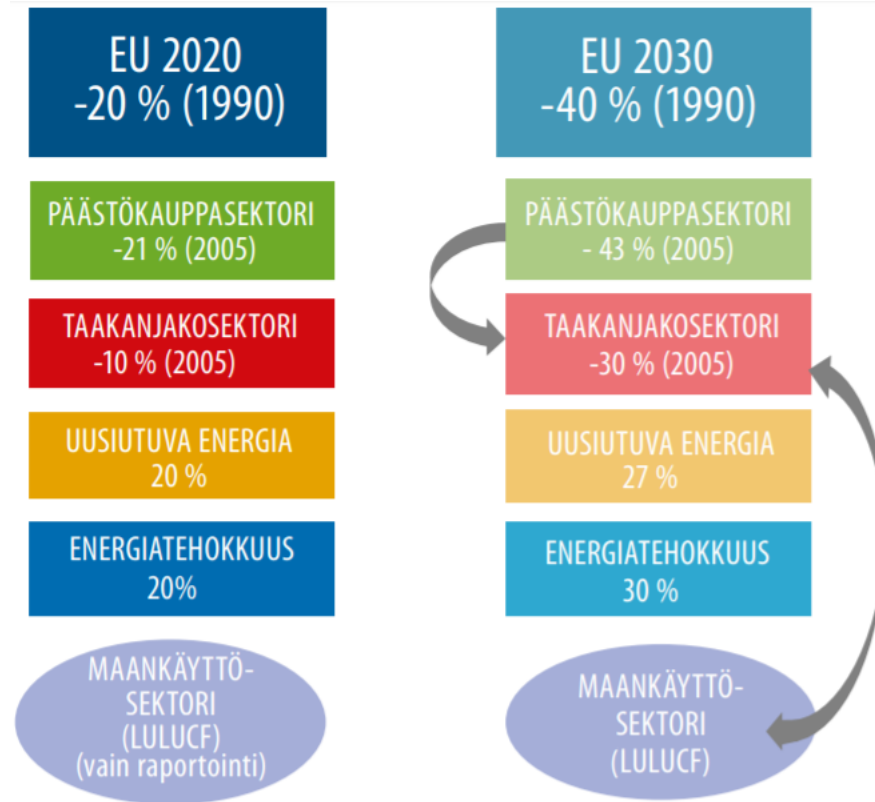 EU 2020
-20 % (1990)
PÄÄSTÖKAUPPASEKTORI
-21 % (2005)
TAAKANJAKOSEKTORI
-10 % (2005)
UUSIUTUVA ENERGIA
20 %
ENERGIATEHOKKUUS
20%
MAANKÄYTTÖ-
SEKTORI
(LULUCF)
(vain raportointi)
EU 2030
-40 % (1990)
PÄÄSTÖKAUPPASEKTORI
- 43 % (2005)
TAAKANJAKOSEKTORI
-30 % (2005)
UUSIUTUVA ENERGIA
27 %
ENERGIATEHOKKUUS
30 %
MAANKÄYTTÖ-
SEKTORI
(LULUCF)